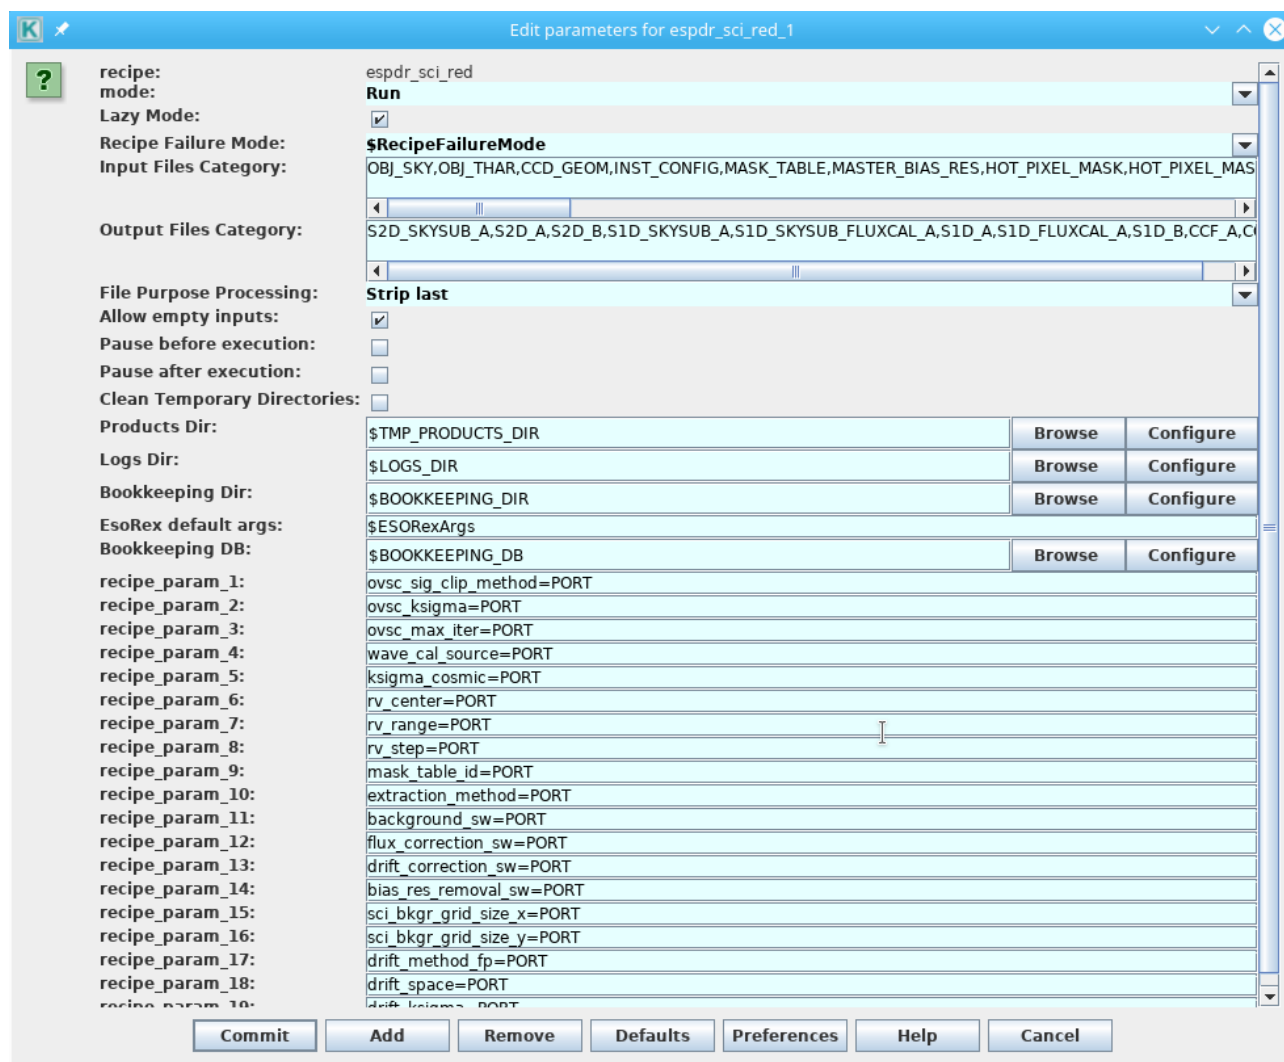 K
Edit parameters for espdr_sci_red_1
?
recipe: espdr_sci_red
mode: Run
Lazy Mode:
Recipe Failure Mode: $RecipeFailureMode
Input Files Category: OBJ_SKY,OBJ_THAR,CCD_GEOM,INST_CONFIG,MASK_TABLE,MASTER_BIAS_RES,HOT_PIXEL_MASK,HOT_PIXEL_MAS
Output Files Category: S2D_SKYSUB_A,S2D_A,S2D_B,S1D_SKYSUB_A,S1D_SKYSUB_FLUXCAL_A,S1D_A,S1D_FLUXCAL_A,S1D_B,CCF_A,C
File Purpose Processing: Strip last
Allow empty inputs:
Pause before execution:
Pause after execution:
Clean Temporary Directories:
Products Dir: $TMP_PRODUCTS_DIR Browse Configure
Logs Dir: $LOGS_DIR Browse Configure
Bookkeeping Dir: $BOOKKEEPING_DIR Browse Configure
EsoRex default args: $ESORexArgs
Bookkeeping DB: $BOOKKEEPING_DB Browse Configure
recipe_param_1: ovsc_sig_clip_method=PORT
recipe_param_2: ovsc_ksigma=PORT
recipe_param_3: ovsc_max_iter=PORT
recipe_param_4: wave_cal_source=PORT
recipe_param_5: ksigma_cosmic=PORT
recipe_param_6: rv_center=PORT
recipe_param_7: rv_range=PORT
recipe_param_8: rv_step=PORT
recipe_param_9: mask_table_id=PORT
recipe_param_10: extraction_method=PORT
recipe_param_11: background_sw=PORT
recipe_param_12: flux_correction_sw=PORT
recipe_param_13: drift_correction_sw=PORT
recipe_param_14: bias_res_removal_sw=PORT
recipe_param_15: sci_bkgr_grid_size_x=PORT
recipe_param_16: sci_bkgr_grid_size_y=PORT
recipe_param_17: drift_method_fp=PORT
recipe_param_18: drift_space=PORT
recipe_param_19: drift_ksigma=PORT
Commit Add Remove Defaults Preferences Help Cancel